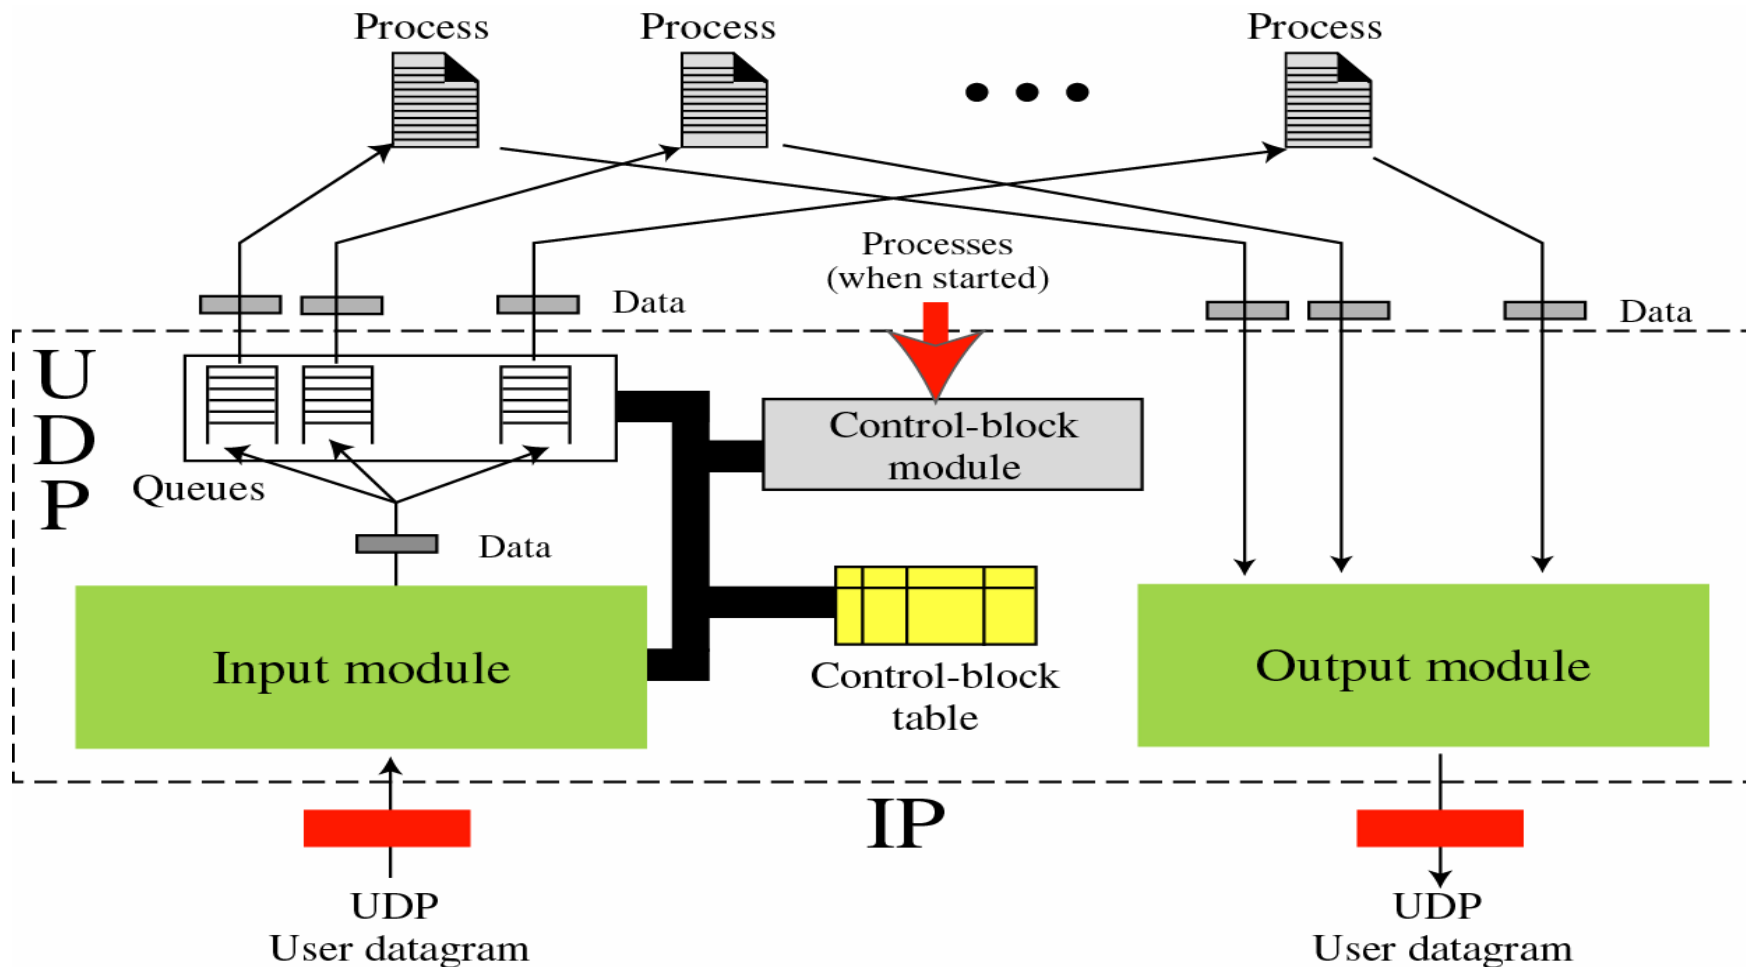 Process
Process
Process
Processes
(when started)
Data
Data
U
D
P
Control-block
module
Queues
Data
Input module
Control-block
table
Output module
IP
UDP
User datagram
UDP
User datagram